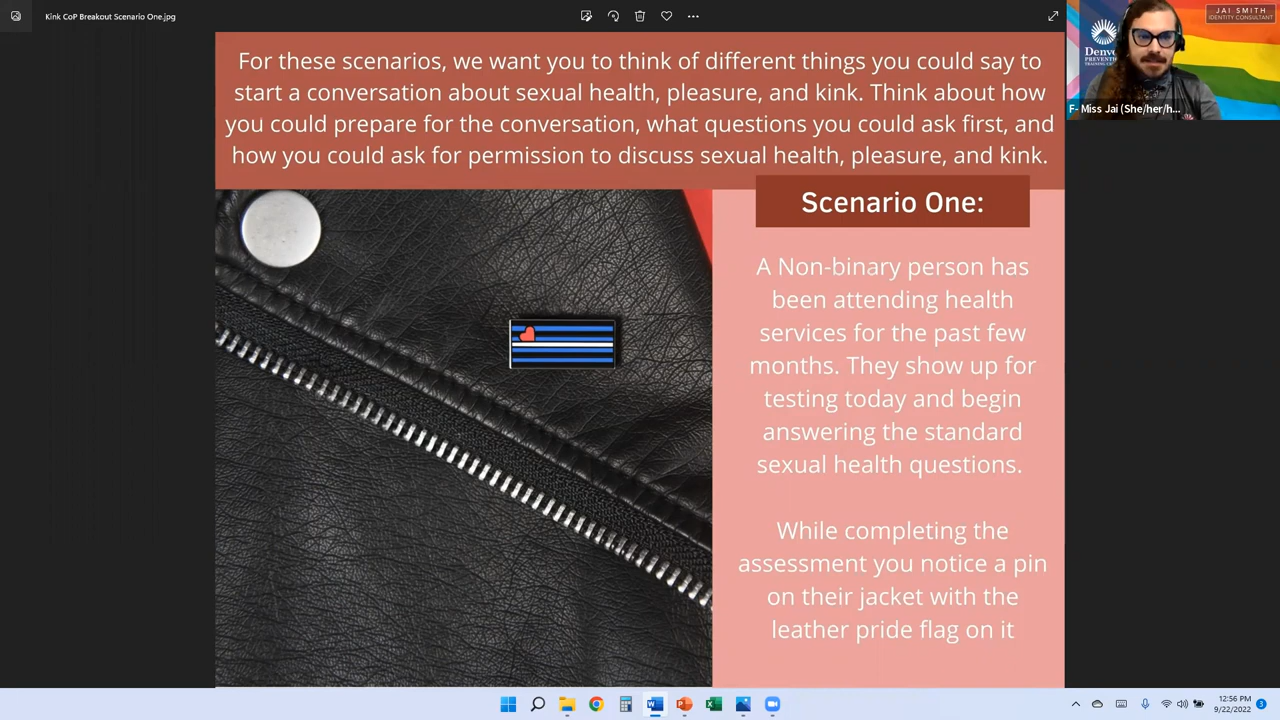 Kink CoP Breakout Scenario One.jpg
For these scenarios, we want you to think of different things you could say to
start a conversation about sexual health, pleasure, and kink. Think about how
you could prepare for the conversation, what questions you could ask first, and
how you could ask for permission to discuss sexual health, pleasure, and kink.
Scenario One:
A Non-binary person has
been attending health
services for the past few
months. They show up for
testing today and begin
answering the standard
sexual health questions.
While completing the
assessment you notice a pin
on their jacket with the
leather pride flag on it
JAI SMITH
IDENTITY CONSULTANT
F- Miss Jai (She/her/h...
12:56 PM
9/22/2022
3